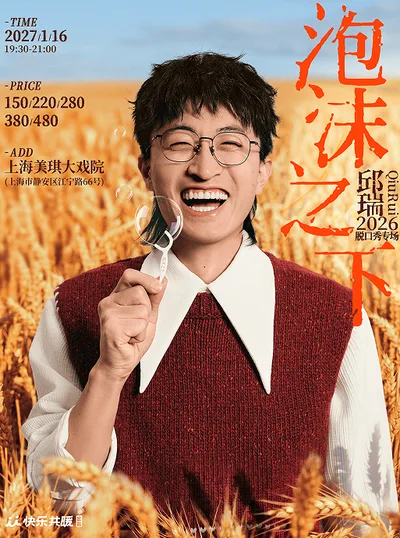 -TIME
2027/1/16
19:30-21:00
-PRICE
150/220/280
380/480
-ADD
上海美琪大戏院
(上海市静安区江宁路66号)
泡沫之下
邱瑞
QiuRui
2026
脱口秀专场
快乐共暖